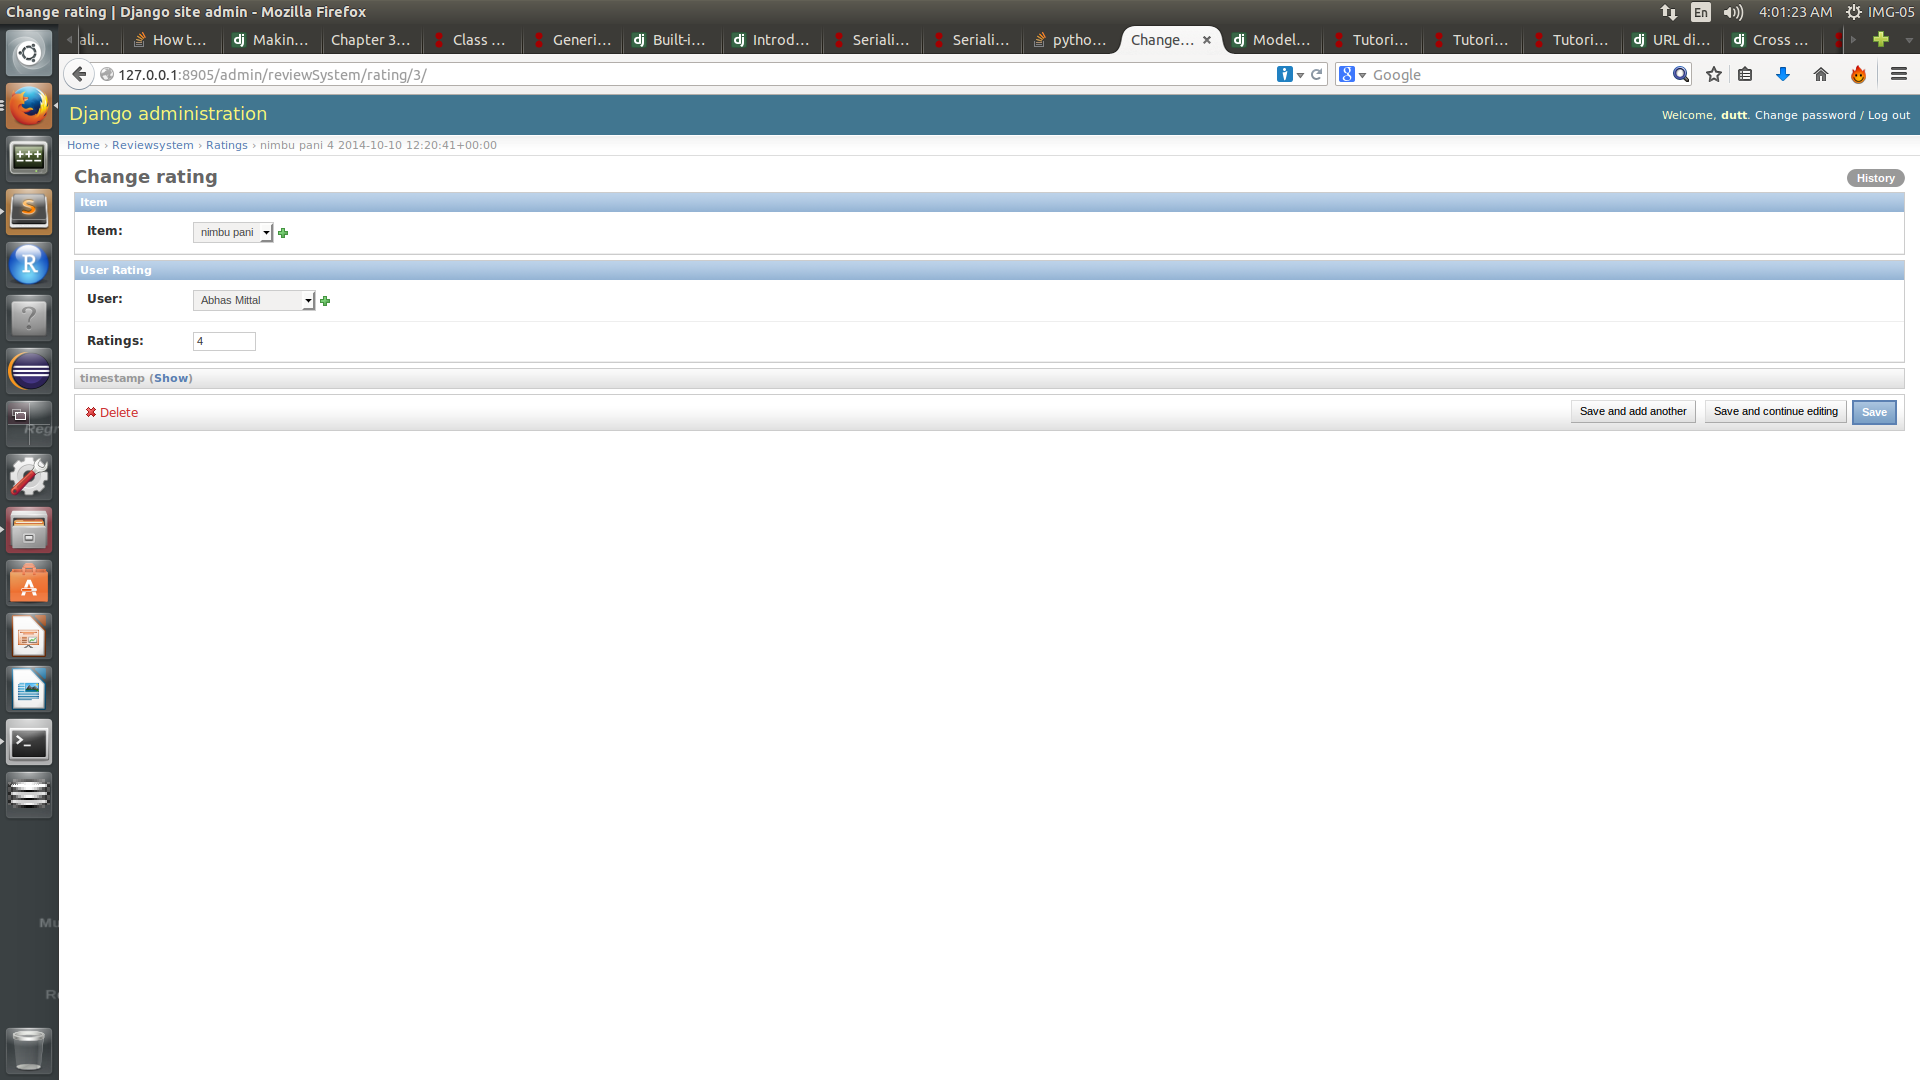 Change rating | Django site admin - Mozilla Firefox
En 4:01:23 AM IMG-05
ali... How t... Makin... Chapter 3... Class ... Generi... Built-i... Introd... Seriali... Seriali... pytho... Change... Model... Tutori... Tutori... Tutori... URL di... Cross ...
127.0.0.1:8905/admin/reviewSystem/rating/3/
Google
Django administration
Welcome, dutt. Change password / Log out
Home › Reviewsystem › Ratings › nimbu pani 4 2014-10-10 12:20:41+00:00
Change rating
History
Item
Item: nimbu pani
User Rating
User: Abhas Mittal
Ratings: 4
timestamp (Show)
Delete
Save and add another Save and continue editing Save